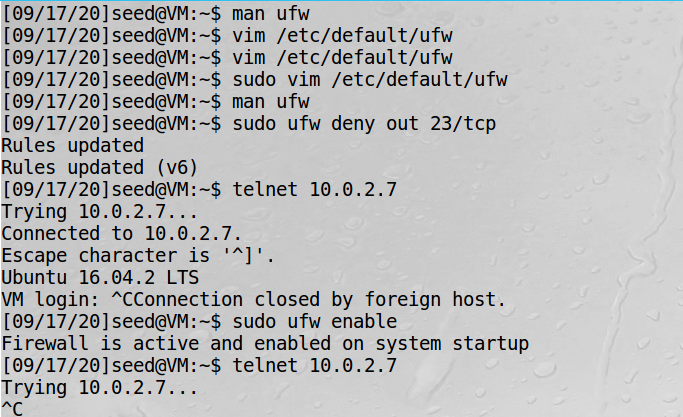 [09/17/20]seed@VM:~$ man ufw
[09/17/20]seed@VM:~$ vim /etc/default/ufw
[09/17/20]seed@VM:~$ vim /etc/default/ufw
[09/17/20]seed@VM:~$ sudo vim /etc/default/ufw
[09/17/20]seed@VM:~$ man ufw
[09/17/20]seed@VM:~$ sudo ufw deny out 23/tcp
Rules updated
Rules updated (v6)
[09/17/20]seed@VM:~$ telnet 10.0.2.7
Trying 10.0.2.7...
Connected to 10.0.2.7.
Escape character is '^]'.
Ubuntu 16.04.2 LTS
VM login: ^CConnection closed by foreign host.
[09/17/20]seed@VM:~$ sudo ufw enable
Firewall is active and enabled on system startup
[09/17/20]seed@VM:~$ telnet 10.0.2.7
Trying 10.0.2.7...
^C